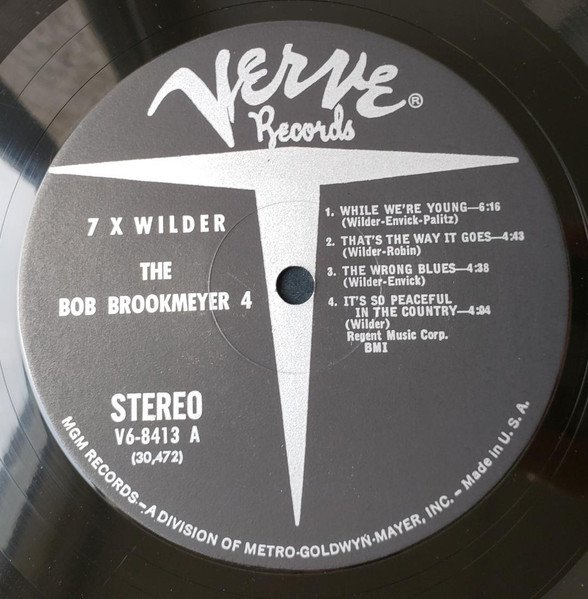 VERVE®
Records
7 X WILDER
THE
BOB BROOKMEYER 4
STEREO
V6-8413 A
(30,472)
1. WHILE WE'RE YOUNG—6:16
(Wilder-Envick-Palitz)
2. THAT'S THE WAY IT GOES—4:43
(Wilder-Robin)
3. THE WRONG BLUES—4:38
(Wilder-Envick)
4. IT'S SO PEACEFUL
IN THE COUNTRY—4:04
(Wilder)
Regent Music Corp.
BMI
MGM RECORDS—A DIVISION OF METRO-GOLDWYN-MAYER, INC. – Made in U. S. A.